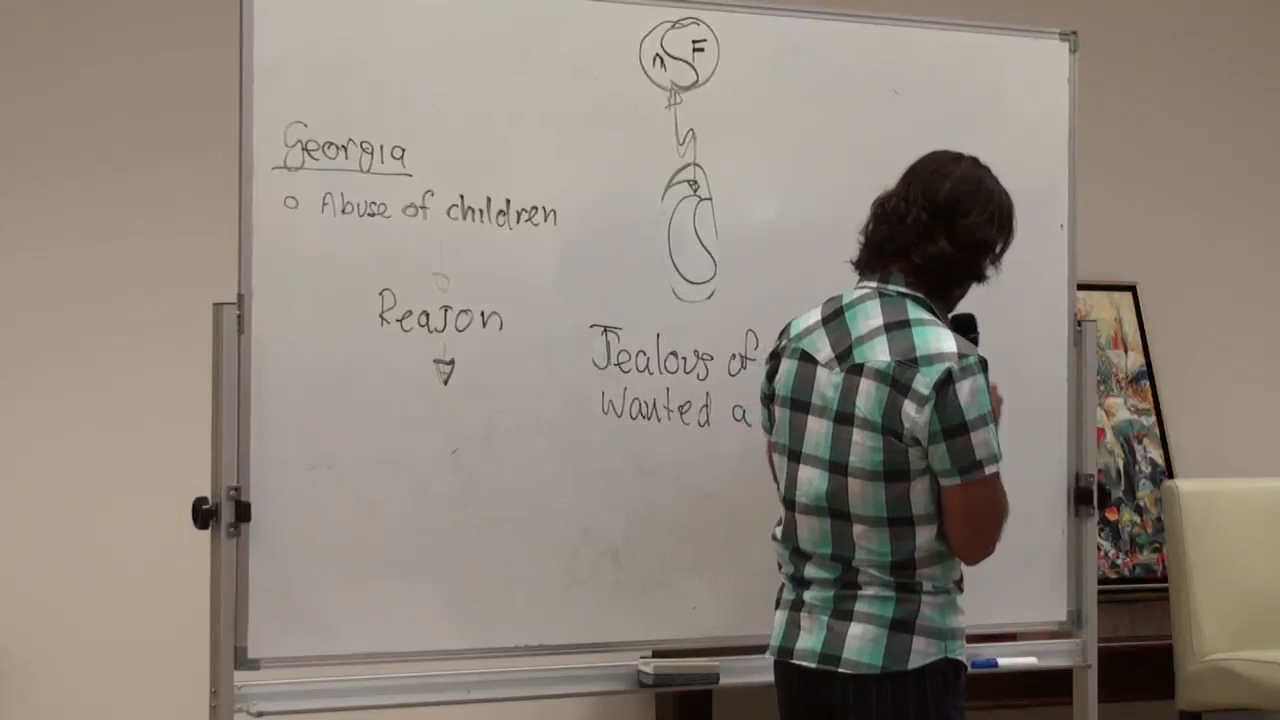 M F
Georgia
Abuse of children
Reason
Jealous of
Wanted a